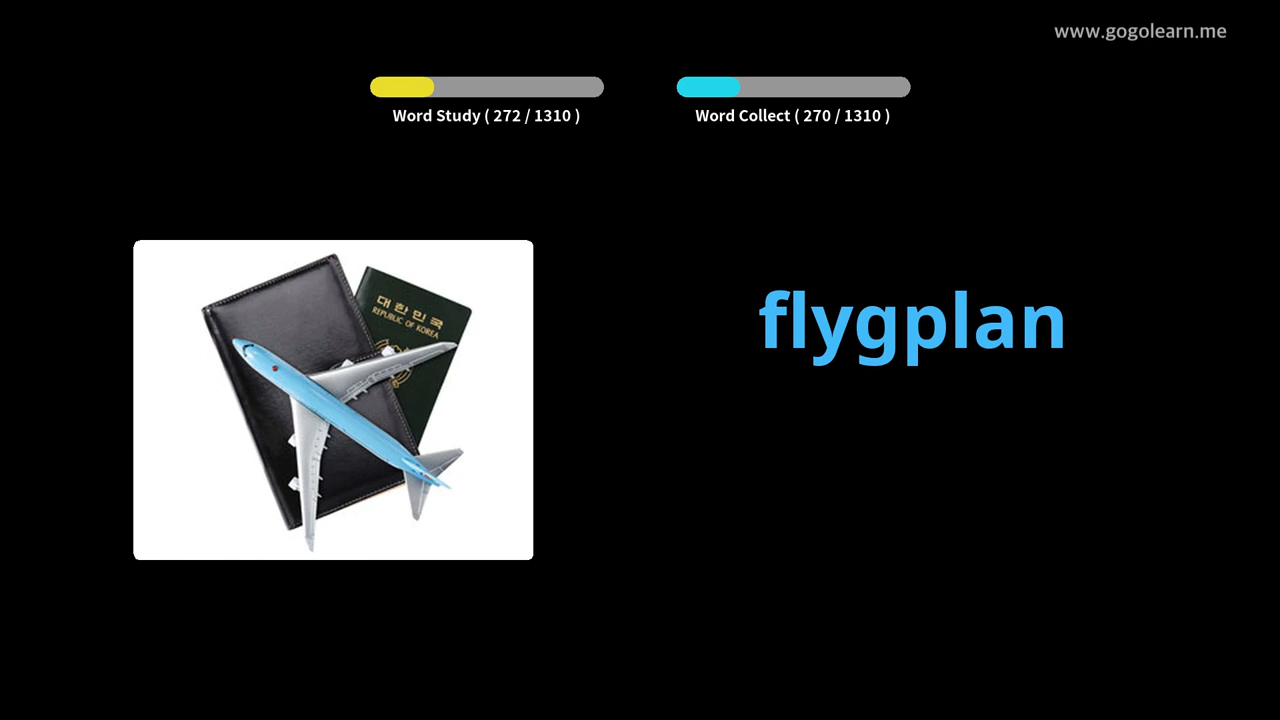 www.gogolearn.me
Word Study ( 272 / 1310 )
Word Collect ( 270 / 1310 )
대한민국
REPUBLIC OF KOREA
flygplan